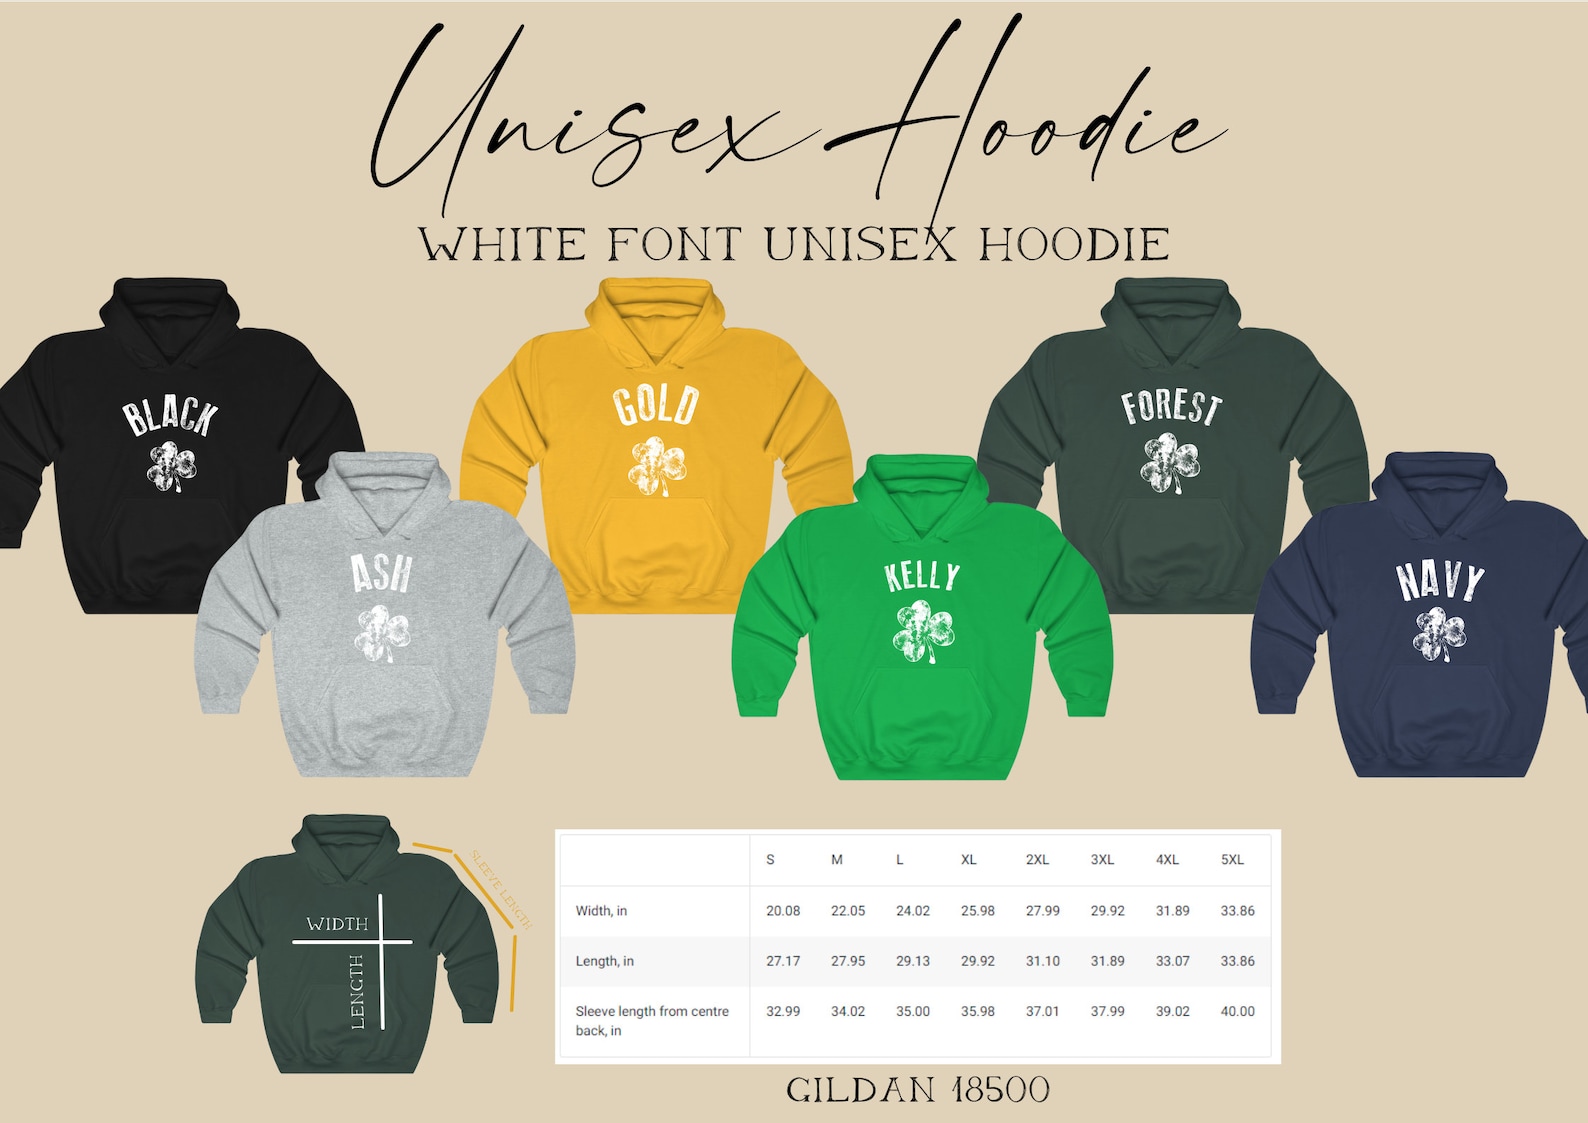 Unisex Hoodie
WHITE FONT UNISEX HOODIE
BLACK
GOLD
FOREST
ASH
KELLY
NAVY
WIDTH
LENGTH
SLEEVE LENGTH
S M L XL 2XL 3XL 4XL 5XL
Width, in 20.08 22.05 24.02 25.98 27.99 29.92 31.89 33.86
Length, in 27.17 27.95 29.13 29.92 31.10 31.89 33.07 33.86
Sleeve length from centre 32.99 34.02 35.00 35.98 37.01 37.99 39.02 40.00
back, in
GILDAN 18500